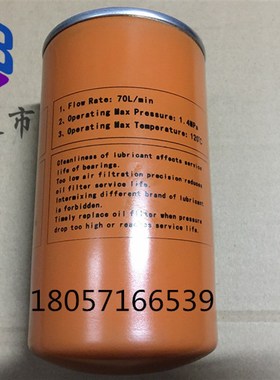 市
1. Flow Rate: 70L/min
2. Operating Max Pressure: 1.4MPa
3. Operating Max Temperature: 120℃
Cleanliness of lubricant affects service
life of bearings.
Too low air filtration precision reduces
oil filter service life.
Intermixing different brand of lubricant
is forbidden.
Timely replace oil filter when pressure
drop too high or reach on service life.
18057166539